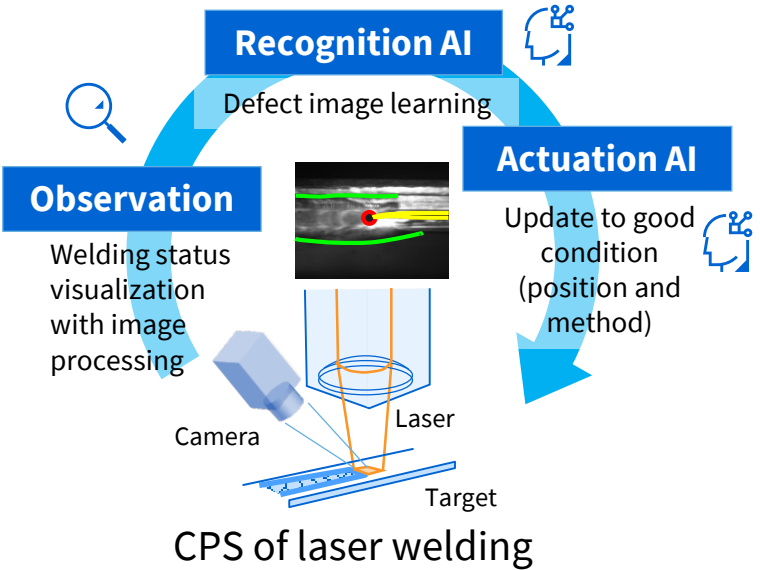 Recognition AI
Defect image learning
Observation
Welding status
visualization
with image
processing
Actuation AI
Update to good
condition
(position and
method)
Camera
Laser
Target
CPS of laser welding